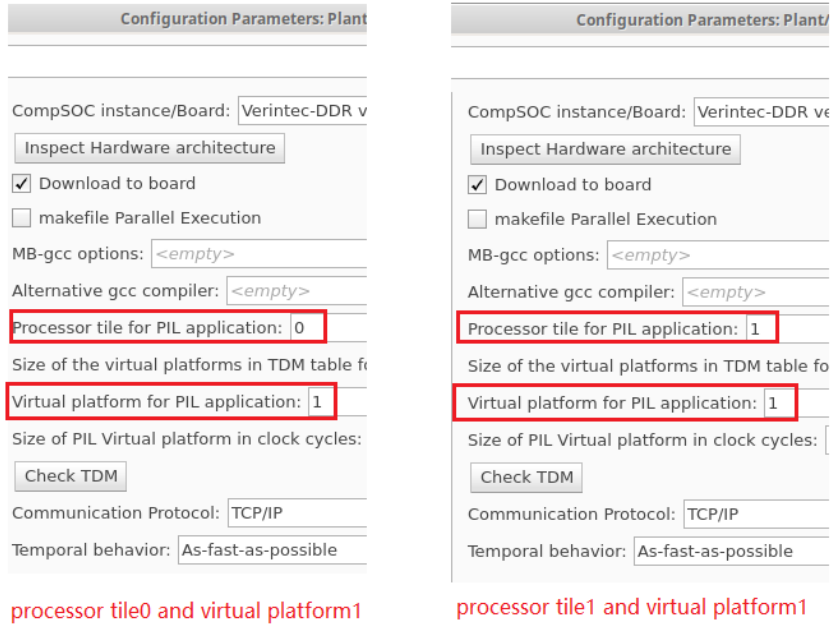 Configuration Parameters: Plant
CompSOC instance/Board: Verintec-DDR v
Inspect Hardware architecture
Download to board
makefile Parallel Execution
MB-gcc options: <empty>
Alternative gcc compiler: <empty>
Processor tile for PIL application: 0
Size of the virtual platforms in TDM table fo
Virtual platform for PIL application: 1
Size of PIL Virtual platform in clock cycles:
Check TDM
Communication Protocol: TCP/IP
Temporal behavior: As-fast-as-possible
processor tile0 and virtual platform1
Configuration Parameters: Plant/
CompSOC instance/Board: Verintec-DDR ve
Inspect Hardware architecture
Download to board
makefile Parallel Execution
MB-gcc options: <empty>
Alternative gcc compiler: <empty>
Processor tile for PIL application: 1
Size of the virtual platforms in TDM table fo
Virtual platform for PIL application: 1
Size of PIL Virtual platform in clock cycles:
Check TDM
Communication Protocol: TCP/IP
Temporal behavior: As-fast-as-possible
processor tile1 and virtual platform1